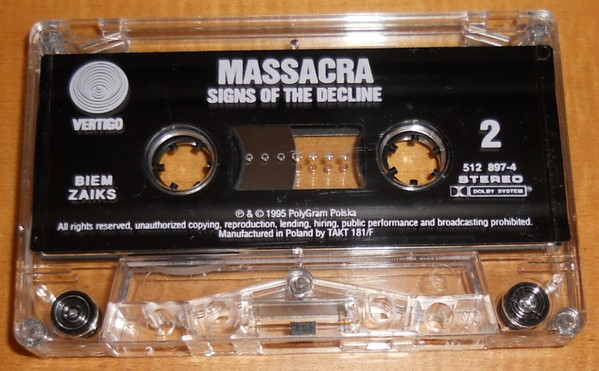 MASSACRA
SIGNS OF THE DECLINE
VERTIGO
2
BIEM
ZAIKS
512 897-4
STEREO
DOLBY SYSTEM
℗ & © 1995 PolyGram Polska
All rights reserved, unauthorized copying, reproduction, lending, hiring, public performance and broadcasting prohibited.
Manufactured in Poland by TAKT 181/F